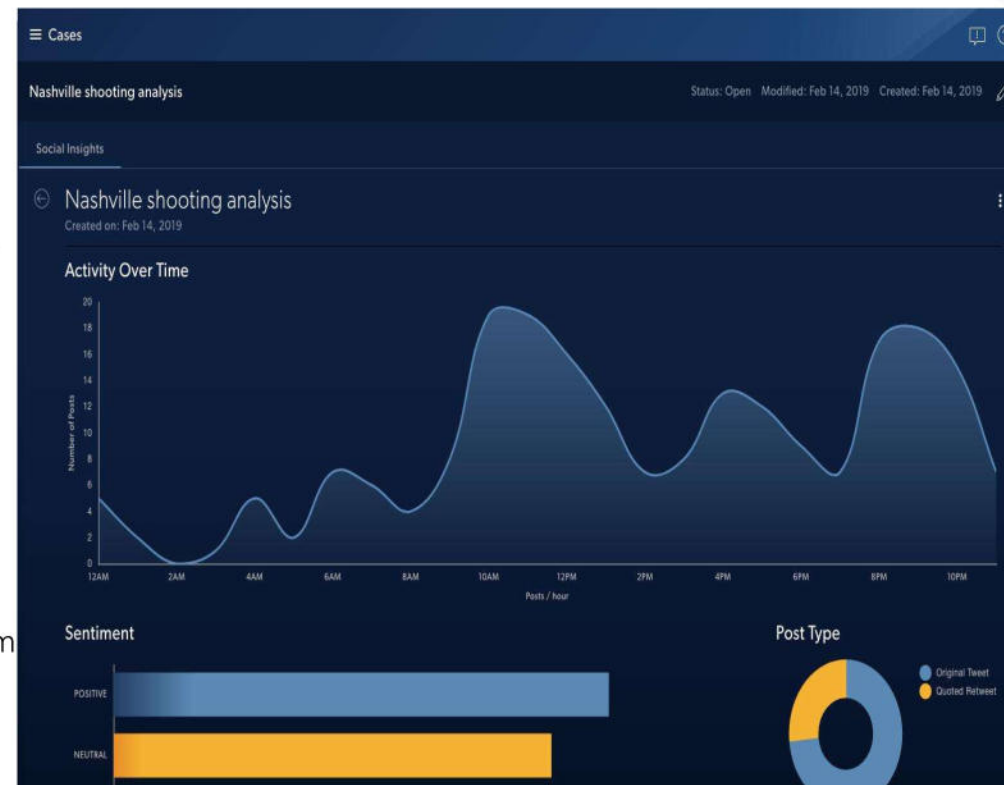 Cases
Nashville shooting analysis
Status: Open Modified: Feb 14, 2019 Created: Feb 14, 2019
Social Insights
Nashville shooting analysis
Created on: Feb 14, 2019
Activity Over Time
20
18
16
14
12
10
8
6
4
2
0
Number of Posts
12AM 2AM 4AM 6AM 8AM 10AM 12PM 2PM 4PM 6PM 8PM 10PM
Posts / hour
m
Sentiment
POSITIVE
NEUTRAL
Post Type
Original Tweet
Quoted Retweet